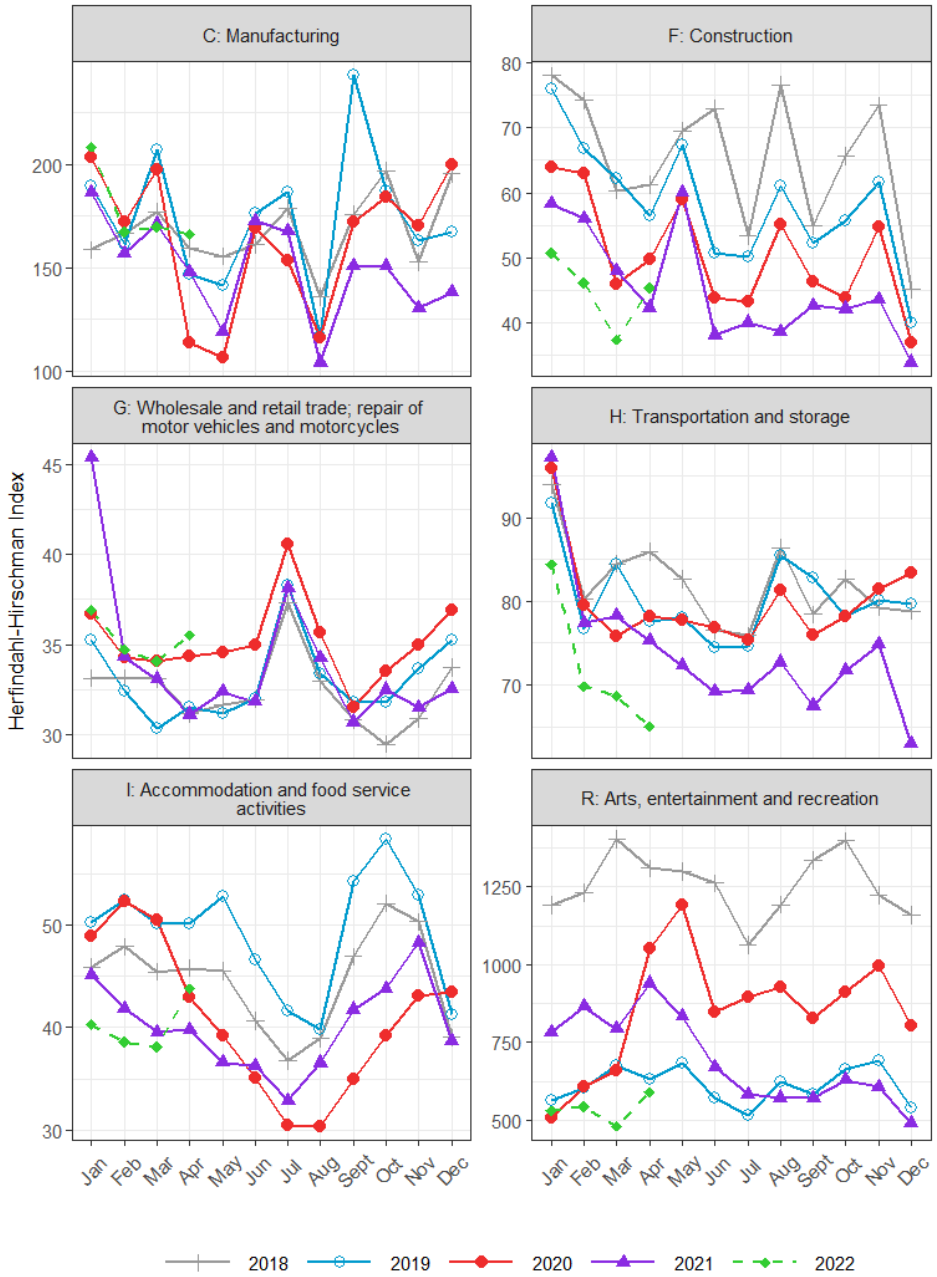 C: Manufacturing
F: Construction
200
150
100
80
70
60
50
40
G: Wholesale and retail trade; repair of
motor vehicles and motorcycles
H: Transportation and storage
45
40
35
30
90
80
70
Herfindahl-Hirschman Index
I: Accommodation and food service
activities
R: Arts, entertainment and recreation
50
40
30
1250
1000
750
500
Jan Feb Mar Apr May Jun Jul Aug Sept Oct Nov Dec
Jan Feb Mar Apr May Jun Jul Aug Sept Oct Nov Dec
2018 2019 2020 2021 2022